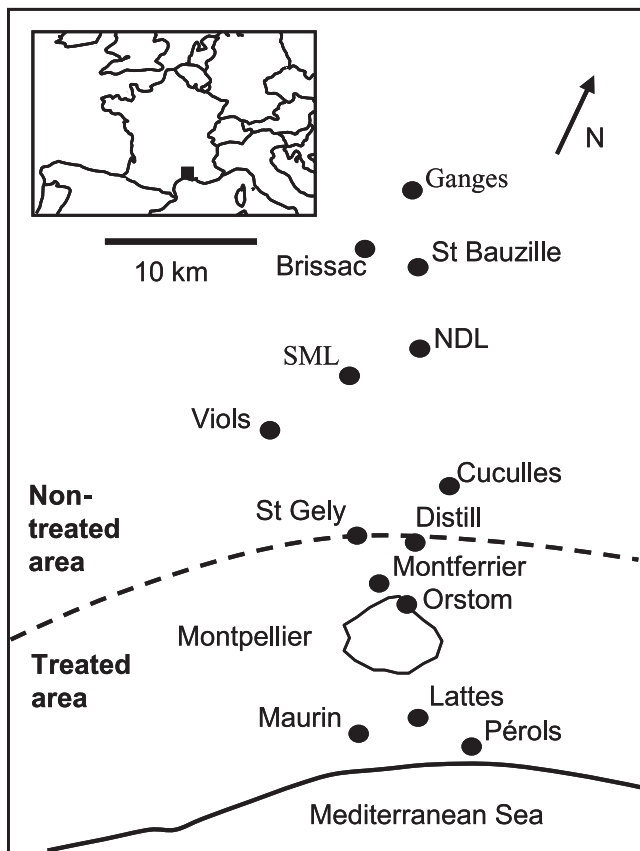 N
Ganges
10 km
Brissac
St Bauzille
NDL
SML
Viols
Cuculles
Non-
treated
area
St Gely
Distill
Montferrier
Orstom
Montpellier
Treated
area
Lattes
Maurin
Pérols
Mediterranean Sea